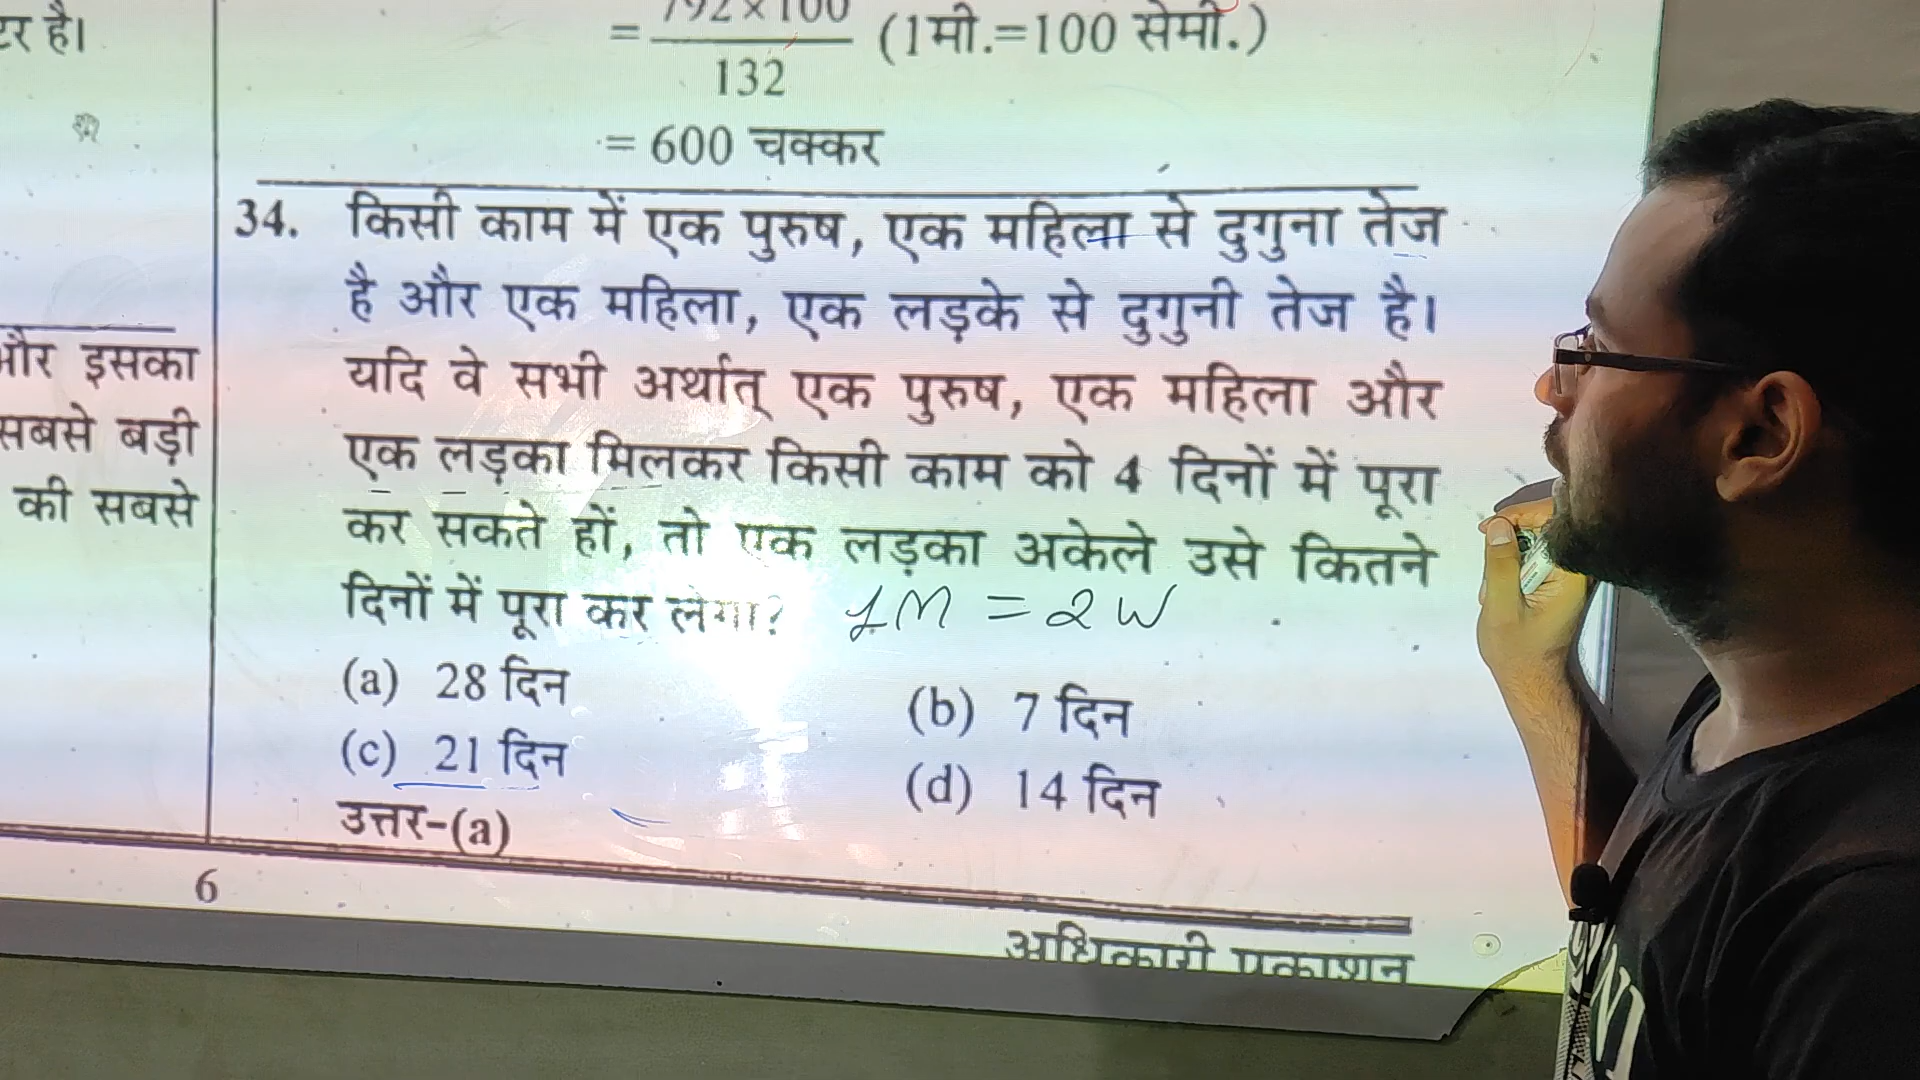 टर है।
और इसका
सबसे बड़ी
की सबसे
= 792×100 / 132 (1मी.=100 सेमी.)
= 600 चक्कर
34. किसी काम में एक पुरुष, एक महिला से दुगुना तेज
है और एक महिला, एक लड़के से दुगुनी तेज है।
यदि वे सभी अर्थात् एक पुरुष, एक महिला और
एक लड़का मिलकर किसी काम को 4 दिनों में पूरा
कर सकते हों, तो एक लड़का अकेले उसे कितने
दिनों में पूरा कर लेगा? 1M = 2W
(a) 28 दिन (b) 7 दिन
(c) 21 दिन (d) 14 दिन
उत्तर-(a)
6
अधिकारी प्रकाशन